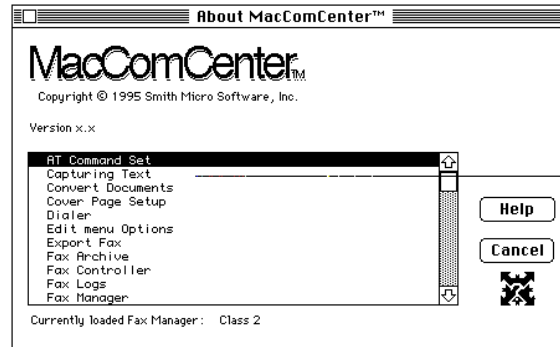 About MacComCenter™
MacComCenter™
Copyright © 1995 Smith Micro Software, Inc.
Version x.x
AT Command Set
Capturing Text
Convert Documents
Cover Page Setup
Dialer
Edit menu Options
Export Fax
Fax Archive
Fax Controller
Fax Logs
Fax Manager
Help
Cancel
Currently loaded Fax Manager: Class 2